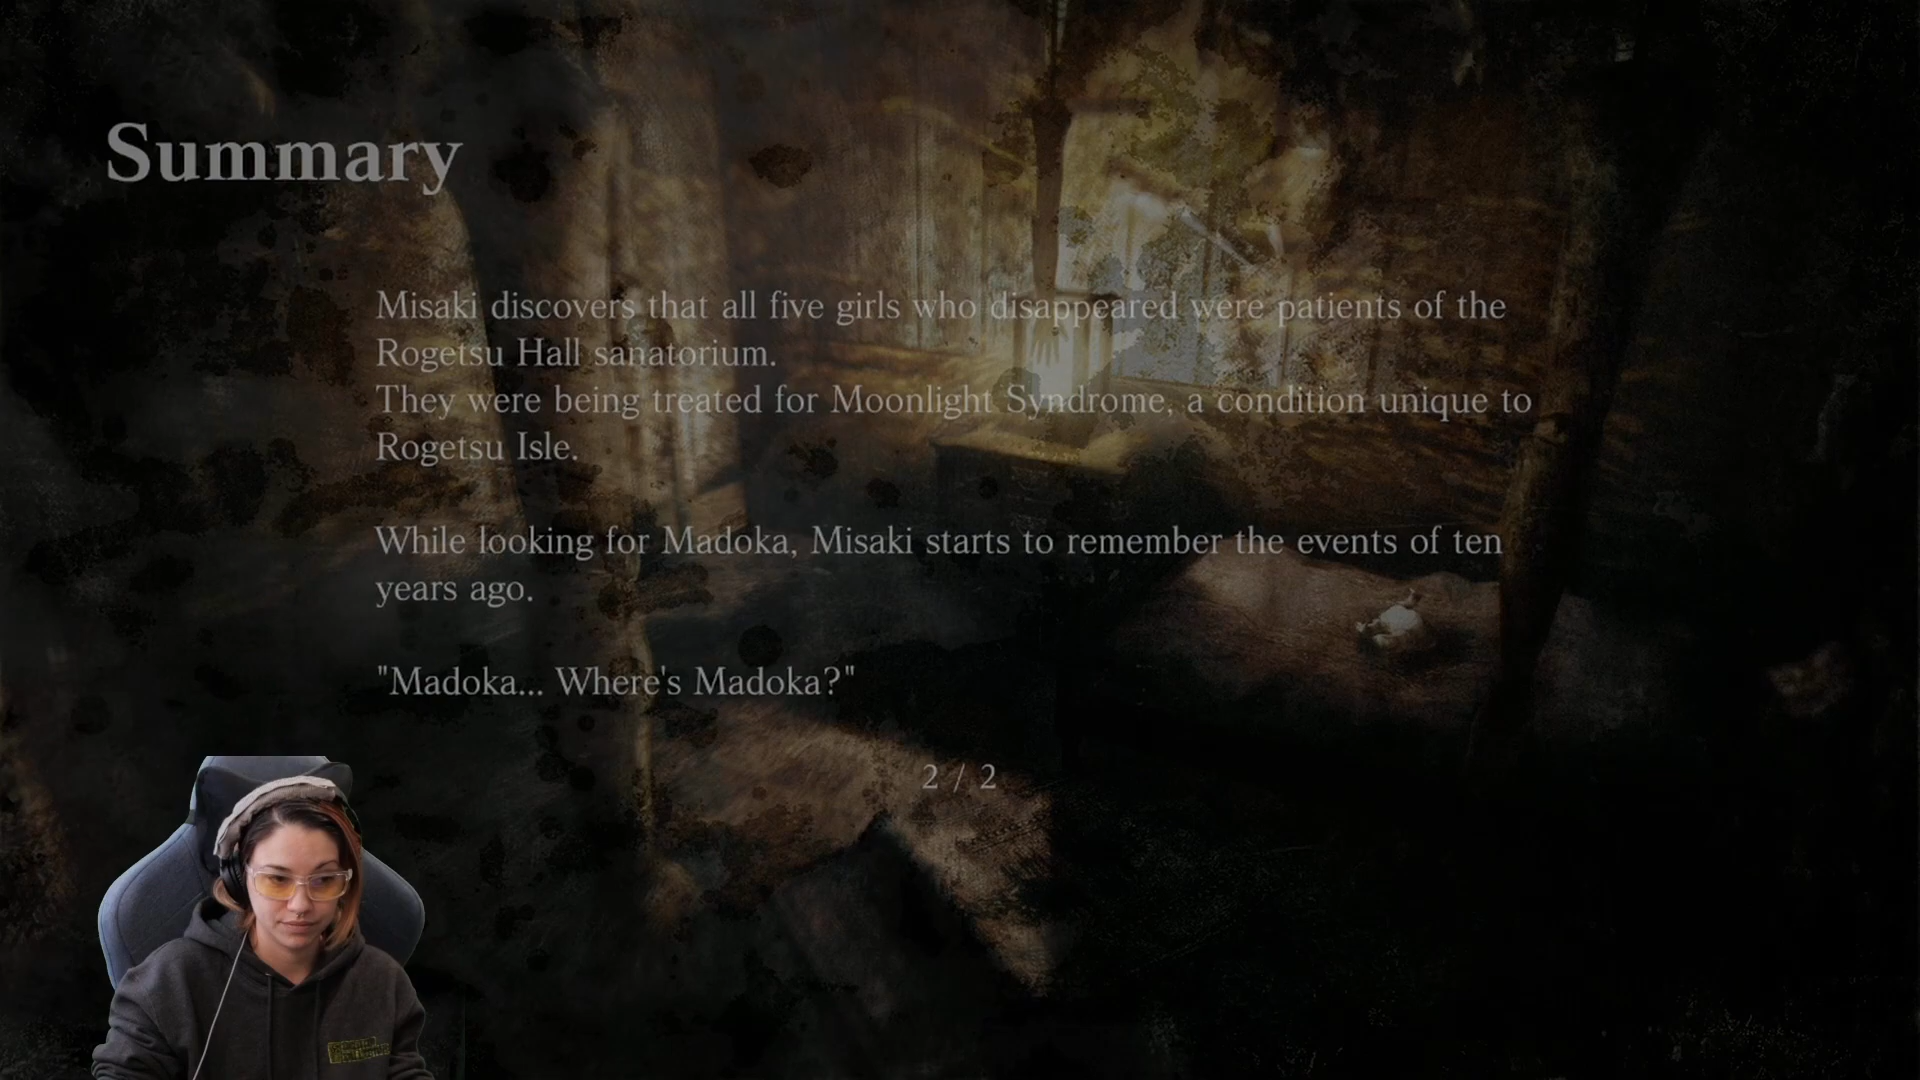 Summary
Misaki discovers that all five girls who disappeared were patients of the
Rogetsu Hall sanatorium.
They were being treated for Moonlight Syndrome, a condition unique to
Rogetsu Isle.
While looking for Madoka, Misaki starts to remember the events of ten
years ago.
"Madoka... Where's Madoka?"
2 / 2